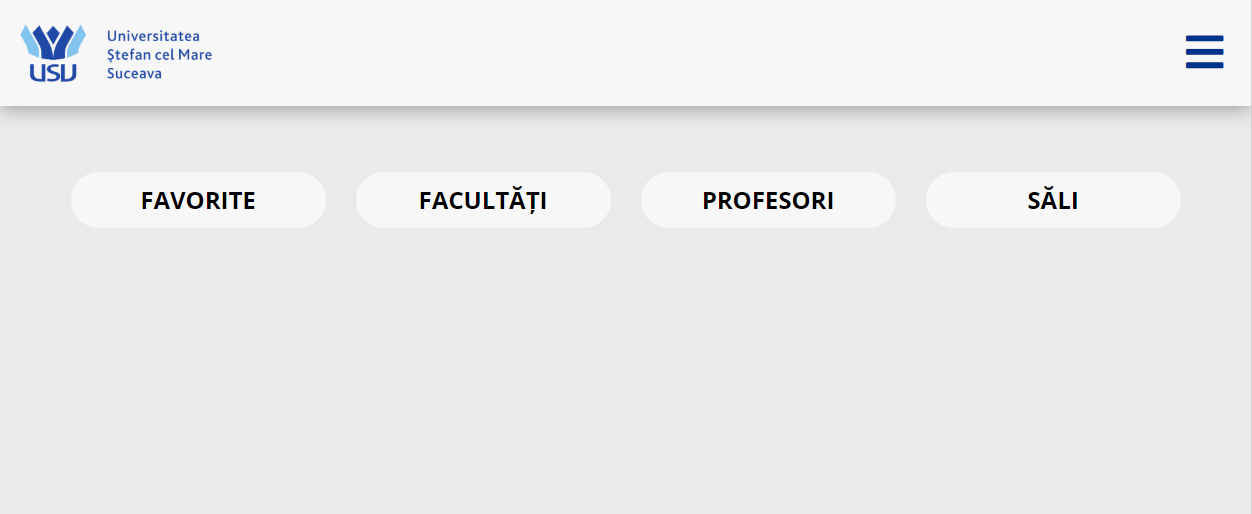 USV
Universitatea
Ştefan cel Mare
Suceava
FAVORITE
FACULTĂȚI
PROFESORI
SĂLI